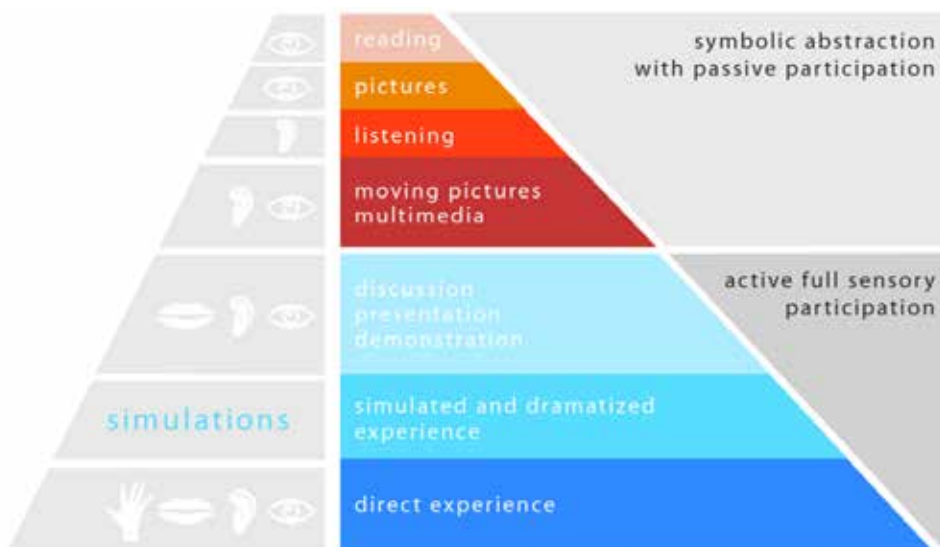 reading
pictures
listening
moving pictures
multimedia
discussion
presentation
demonstration
simulations
simulated and dramatized
experience
direct experience
symbolic abstraction
with passive participation
active full sensory
participation